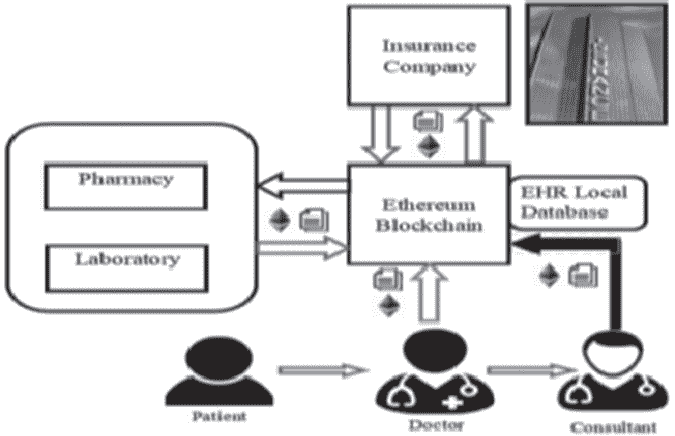 Insurance
Company
Pharmacy
Laboratory
Ethereum
Blockchain
EHR Local
Database
Patient
Doctor
Consultant